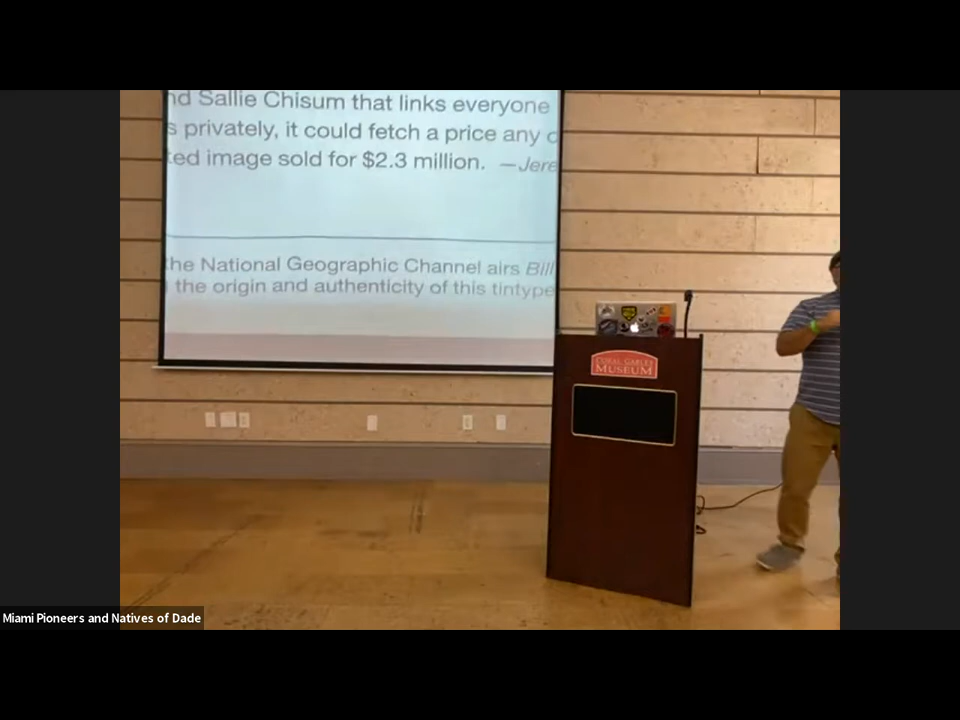 nd Sallie Chisum that links everyone
s privately, it could fetch a price any
ted image sold for $2.3 million. —Jere
the National Geographic Channel airs Bill
the origin and authenticity of this tintype
CORAL GABLES
MUSEUM
Miami Pioneers and Natives of Dade